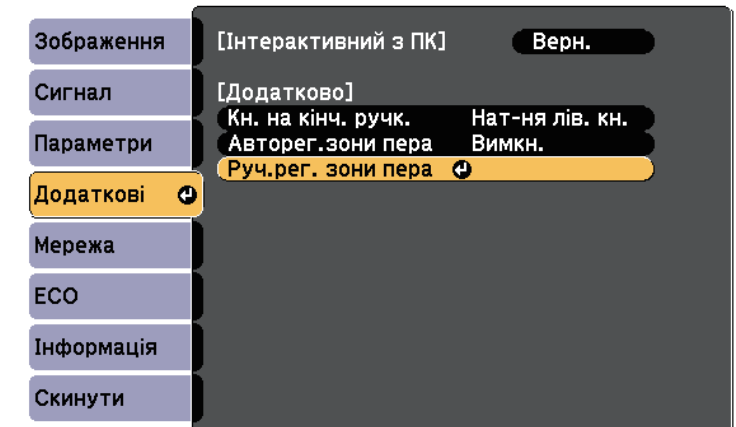 Зображення
Сигнал
Параметри
Додаткові
Мережа
ECO
Інформація
Скинути
[Інтерактивний з ПК] Верн.
[Додатково]
Кн. на кінч. ручк. Нат-ня лів. кн.
Авторег.зони пера Вимкн.
Руч.рег. зони пера